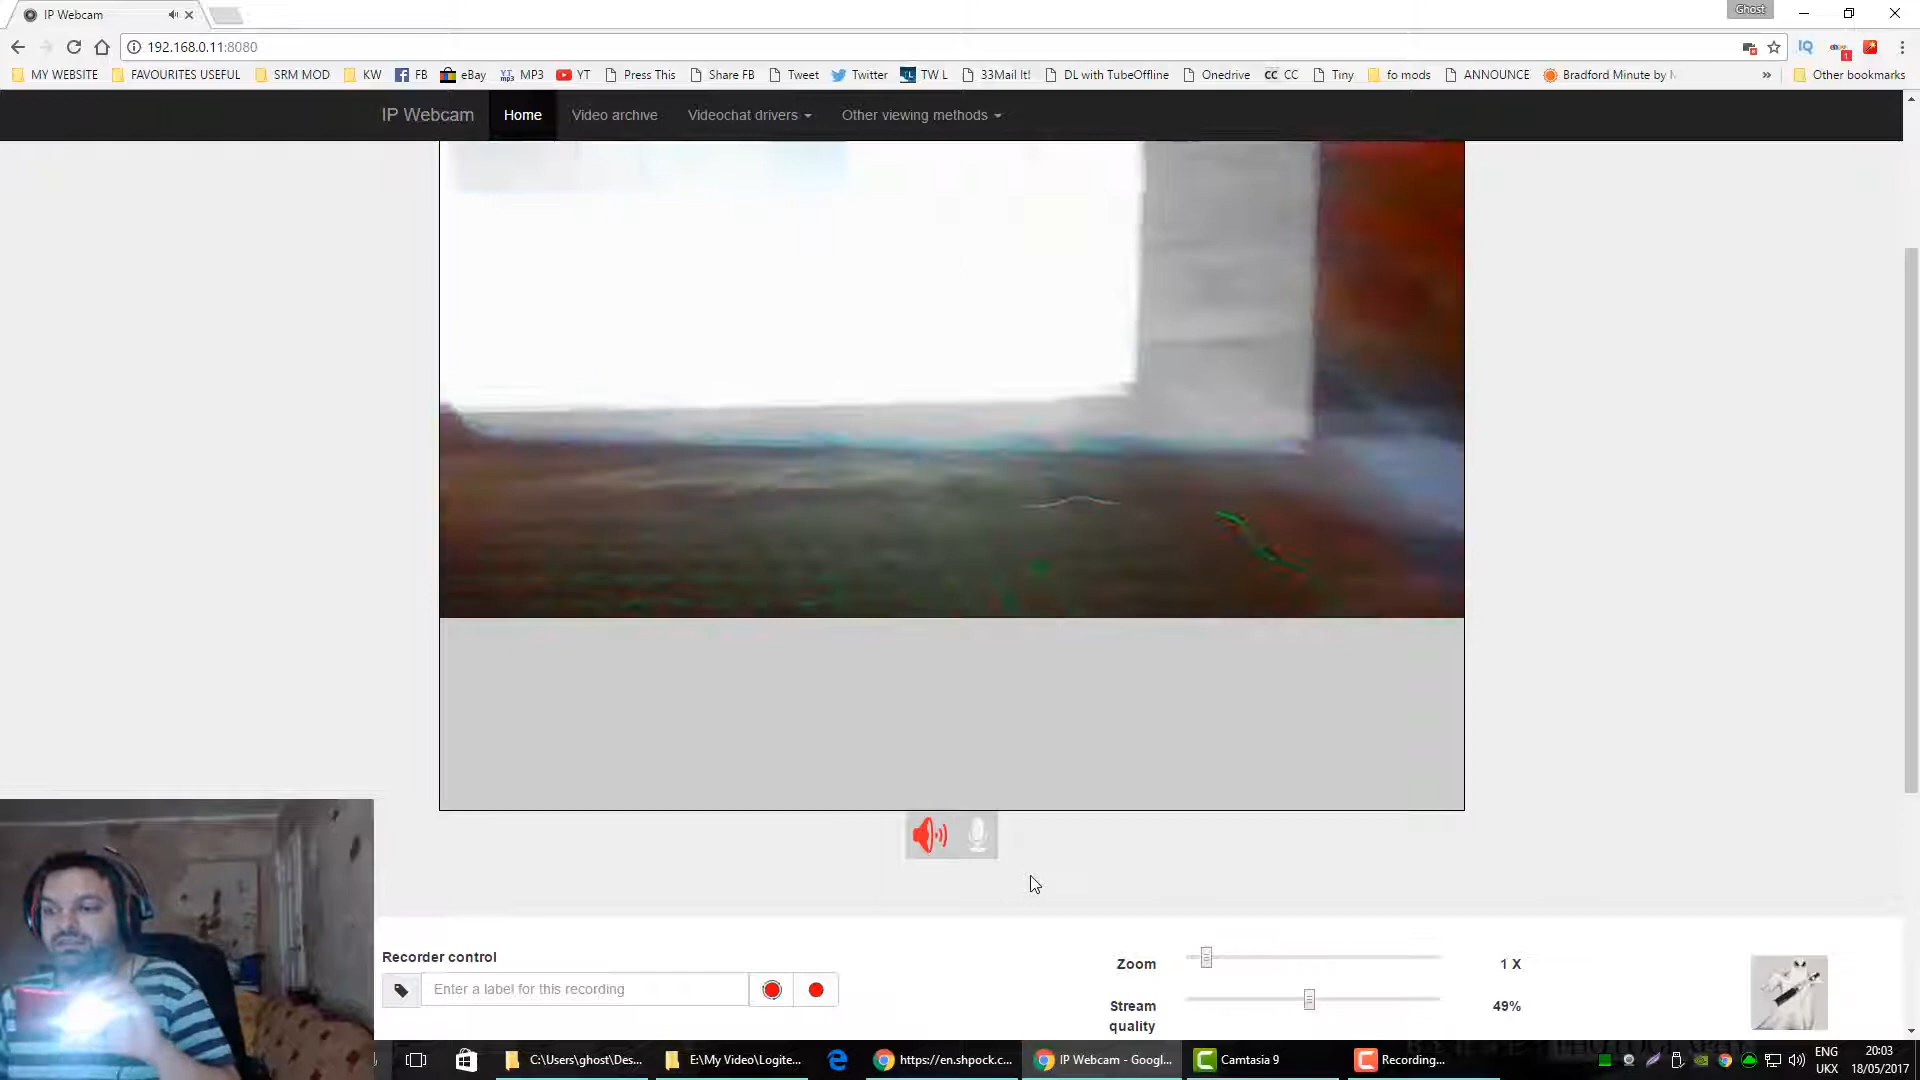 IP Webcam
Ghost
192.168.0.11:8080
MY WEBSITE FAVOURITES USEFUL SRM MOD KW FB eBay MP3 YT Press This Share FB Tweet Twitter TW L 33Mail It! DL with TubeOffline Onedrive CC CC Tiny fo mods ANNOUNCE Bradford Minute by » Other bookmarks
IP Webcam Home Video archive Videochat drivers Other viewing methods
Recorder control
Enter a label for this recording
Zoom 1 X
Stream quality 49%
C:\Users\ghost\Des... E:\My Video\Logite... https://en.shpock.c... IP Webcam - Googl... Camtasia 9 Recording...
ENG
UKX
20:03
18/05/2017